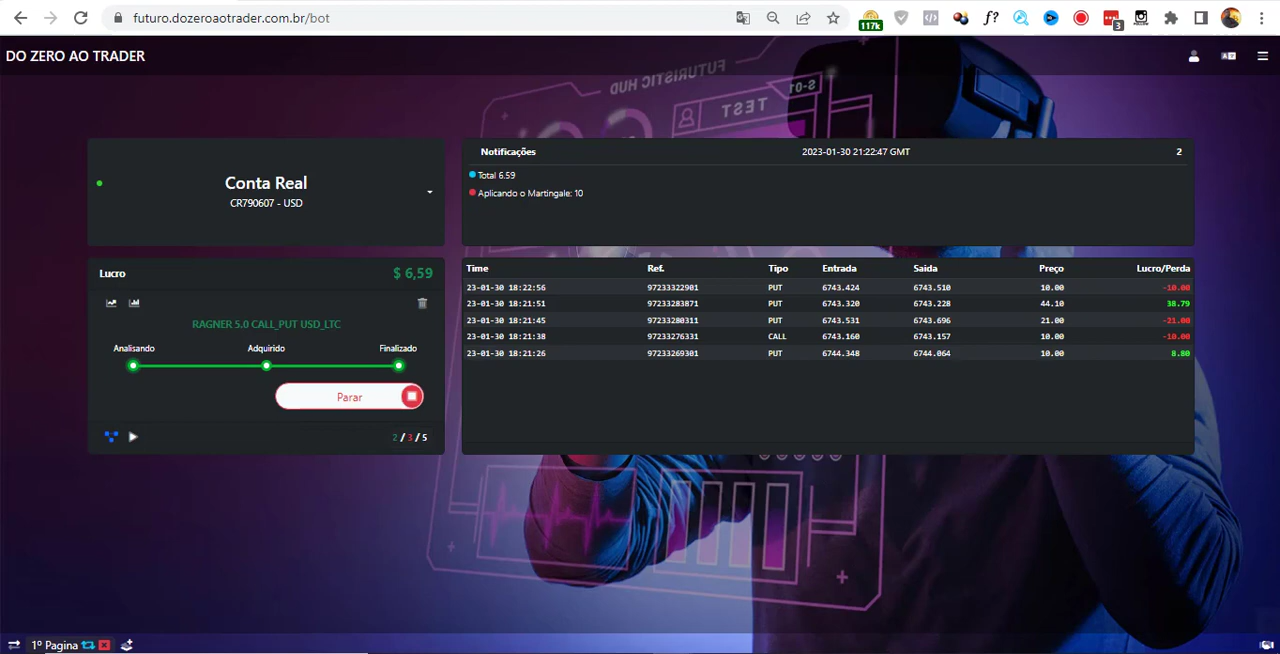 futuro.dozeroaotrader.com.br/bot
117k
3
DO ZERO AO TRADER
FUTURISTIC HUD
S-01
TEST
Conta Real
CR790607 - USD
Notificações 2023-01-30 21:22:47 GMT 2
Total 6.59
Aplicando o Martingale: 10
Lucro $ 6,59
RAGNER 5.0 CALL_PUT USD_LTC
Analisando Adquirido Finalizado
Parar
2 / 3 / 5
Time Ref. Tipo Entrada Saida Preço Lucro/Perda
23-01-30 18:22:56 97233322901 PUT 6743.424 6743.510 10.00 -10.00
23-01-30 18:21:51 97233283871 PUT 6743.320 6743.228 44.10 38.79
23-01-30 18:21:45 97233280311 PUT 6743.531 6743.696 21.00 -21.00
23-01-30 18:21:38 97233276331 CALL 6743.160 6743.157 10.00 -10.00
23-01-30 18:21:26 97233269301 PUT 6744.348 6744.064 10.00 8.80
1º Pagina